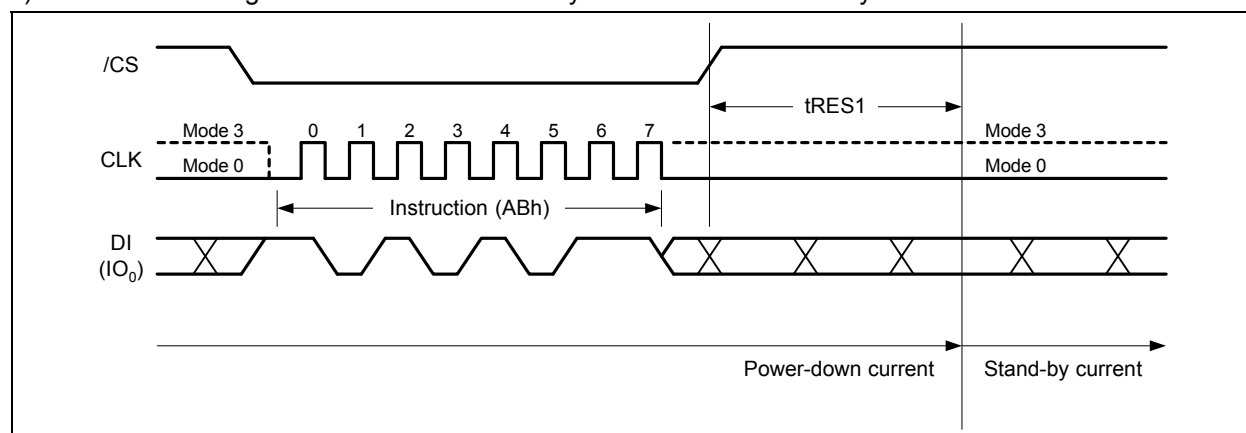 /CS
tRES1
Mode 3 0 1 2 3 4 5 6 7 Mode 3
CLK
Mode 0 Mode 0
Instruction (ABh)
DI
(IO₀)
Power-down current Stand-by current